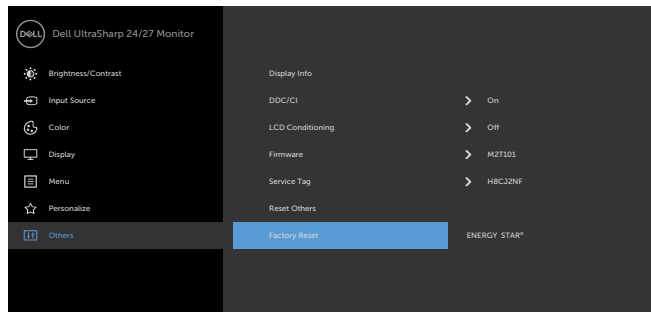 DELL Dell UltraSharp 24/27 Monitor
Brightness/Contrast Display Info
Input Source DDC/CI On
Color LCD Conditioning Off
Display Firmware M2T101
Menu Service Tag H8CJ2NF
Personalize Reset Others
Others Factory Reset ENERGY STAR®